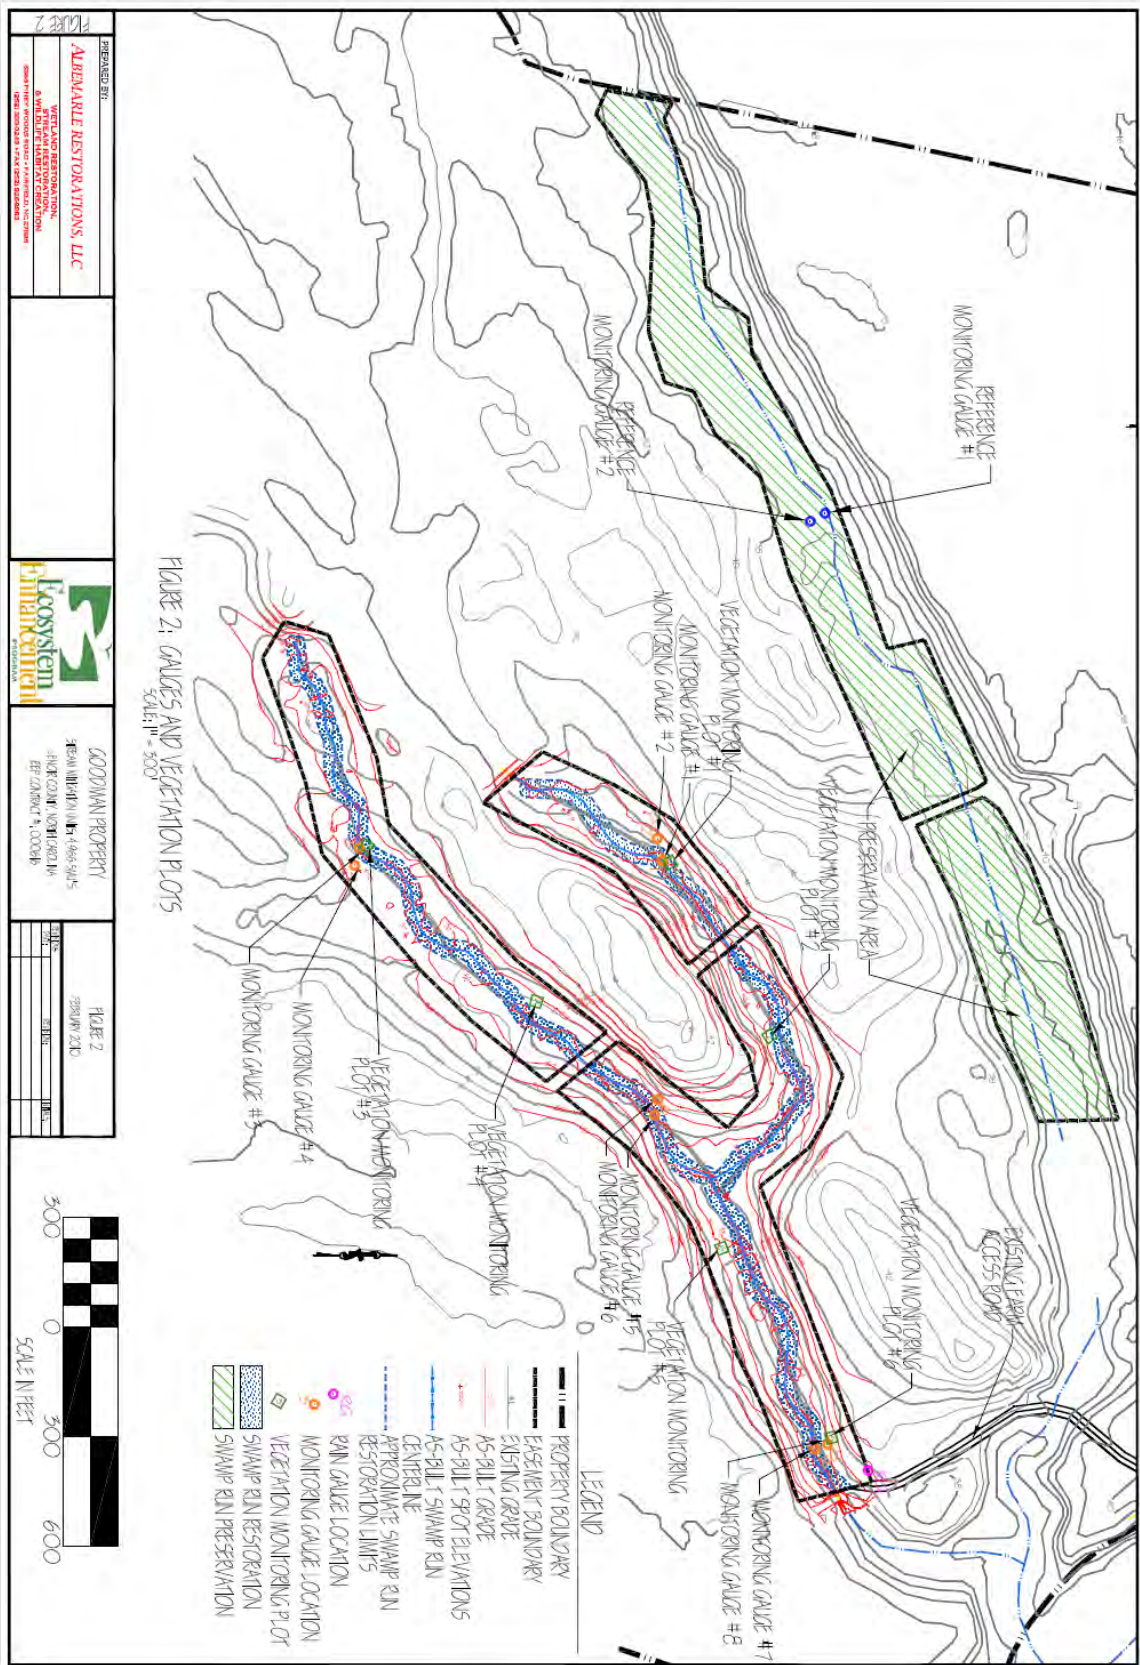 REFERENCE
MONITORING GAUGE #1
REFERENCE
MONITORING GAUGE #2
PRESERVATION AREA
VEGETATION MONITORING
PLOT #1
MONITORING GAUGE #1
MONITORING GAUGE #2
VEGETATION MONITORING
PLOT #2
EXISTING FARM
ACCESS ROAD
VEGETATION MONITORING
PLOT #6
VEGETATION MONITORING
PLOT #3
MONITORING GAUGE #4
MONITORING GAUGE #3
VEGETATION MONITORING
PLOT #4
MONITORING GAUGE #5
MONITORING GAUGE #6
VEGETATION MONITORING
PLOT #5
MONITORING GAUGE #7
MONITORING GAUGE #8
RG
FIGURE 2: GAUGES AND VEGETATION PLOTS
SCALE: 1" = 300'
LEGEND
PROPERTY BOUNDARY
EASEMENT BOUNDARY
EXISTING GRADE
AS-BUILT GRADE
AS-BUILT SPOT ELEVATIONS
AS-BUILT SWAMP RUN
CENTERLINE
APPROXIMATE SWAMP RUN
RESTORATION LIMITS
RG
RAIN GAUGE LOCATION
MONITORING GAUGE LOCATION
VEGETATION MONITORING PLOT
SWAMP RUN RESTORATION
SWAMP RUN PRESERVATION
300 0 300 600
SCALE IN FEET
FIGURE 2
PREPARED BY:
ALBEMARLE RESTORATIONS, LLC
WETLAND RESTORATION,
STREAM RESTORATION,
& WILDLIFE HABITAT CREATION
Ecosystem
Enhancement
PROGRAM
GOODMAN PROPERTY
FIGURE 2
FEBRUARY 2010